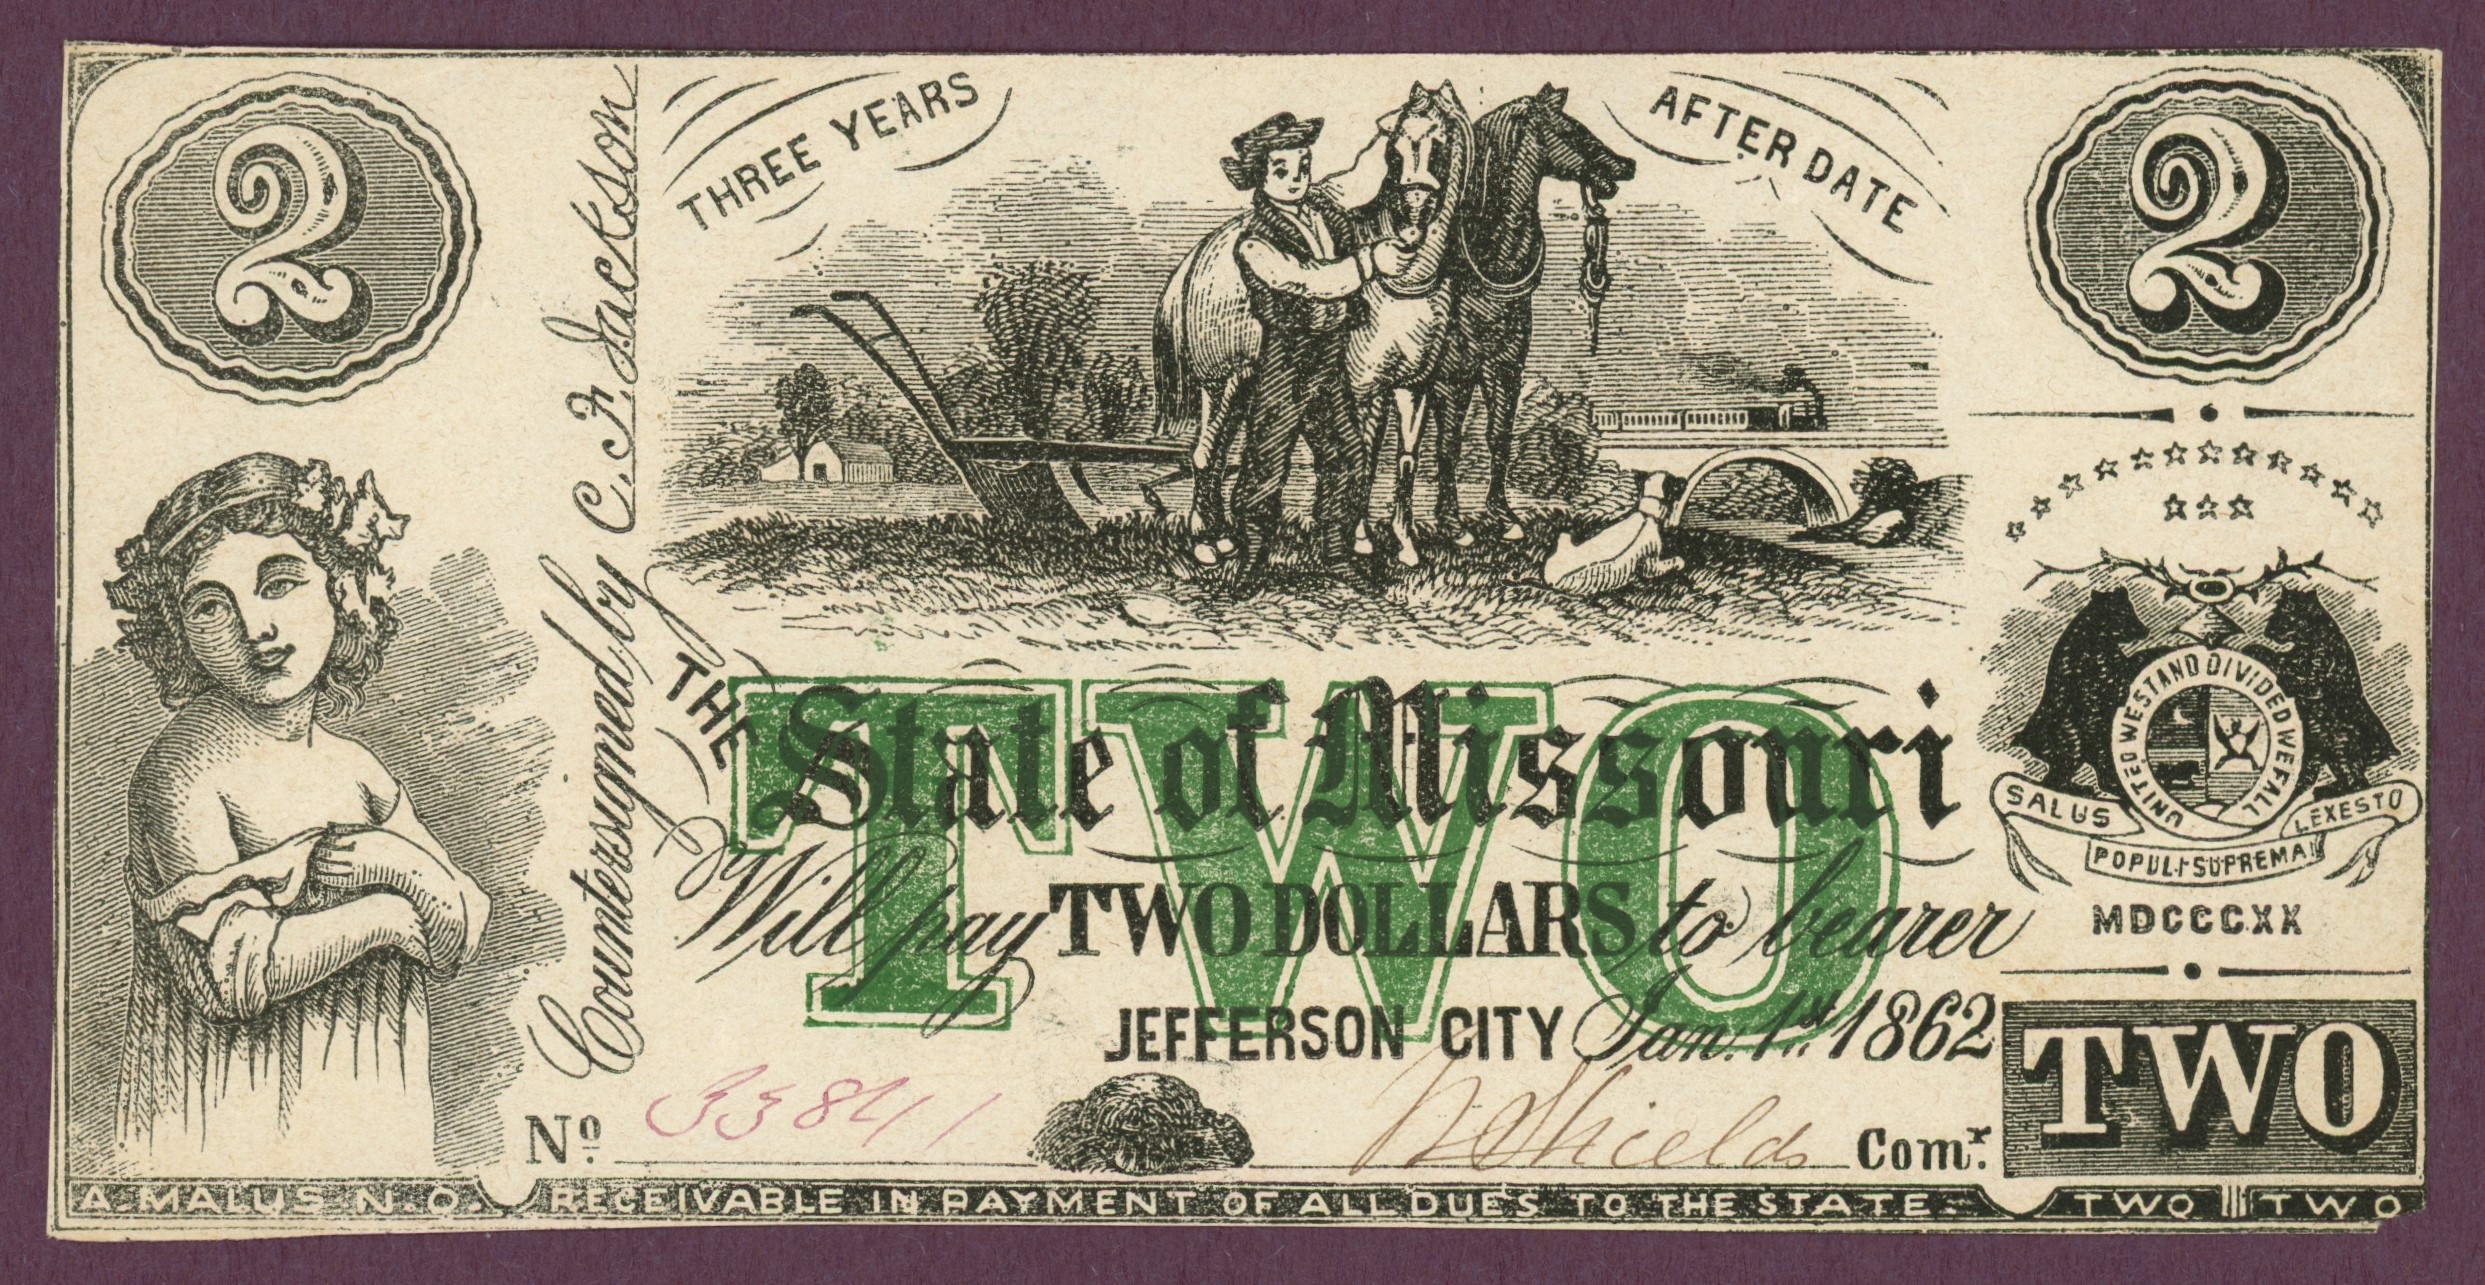 2
THREE YEARS
AFTER DATE
2
Countersigned by C. F. Jackson
THE
State of Missouri
TWO
Will pay TWO DOLLARS to bearer
JEFFERSON CITY Jan. 1st 1862
UNITED WE STAND DIVIDED WE FALL
SALUS
POPULI SUPREMA
LEX ESTO
MDCCCXX
TWO
No. 33841
Shields Comr.
A. MALUS N. O.
RECEIVABLE IN PAYMENT OF ALL DUES TO THE STATE.
TWO TWO